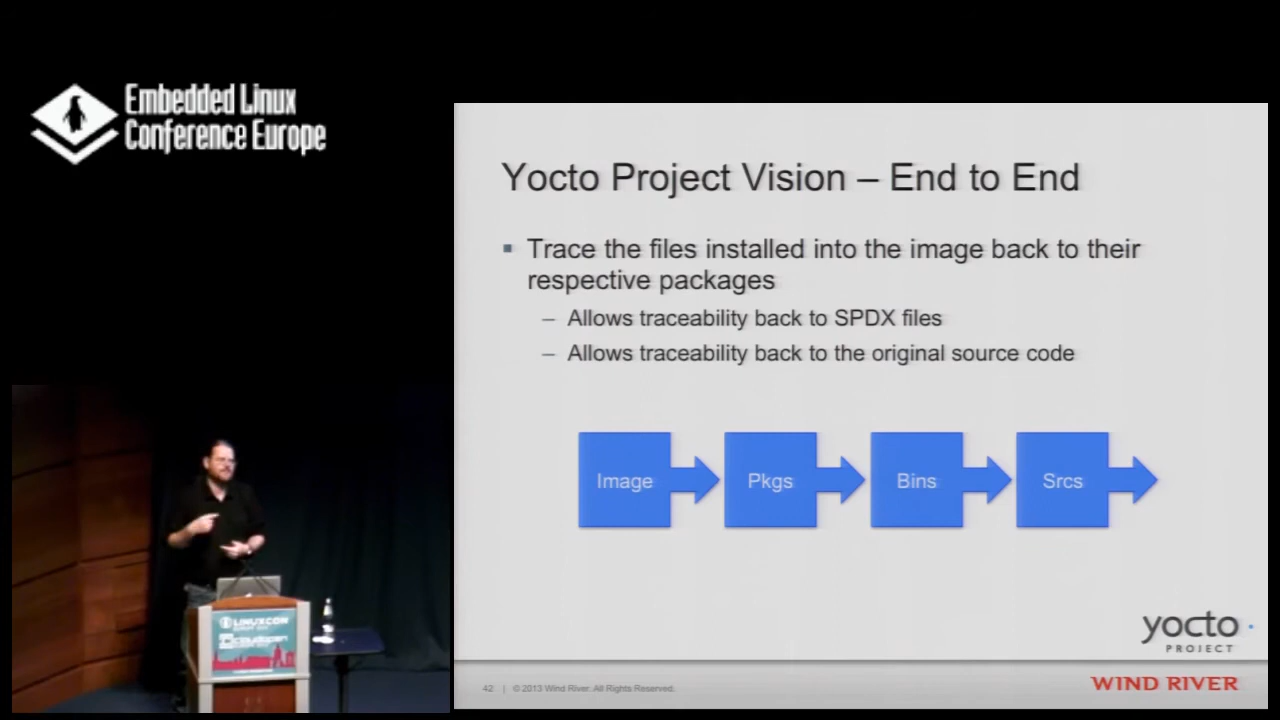 Embedded Linux
Conference Europe
Yocto Project Vision – End to End
Trace the files installed into the image back to their
respective packages
– Allows traceability back to SPDX files
– Allows traceability back to the original source code
Image
Pkgs
Bins
Srcs
yocto
PROJECT
42 | © 2013 Wind River. All Rights Reserved.
WIND RIVER
LINUXCON
cloudopen